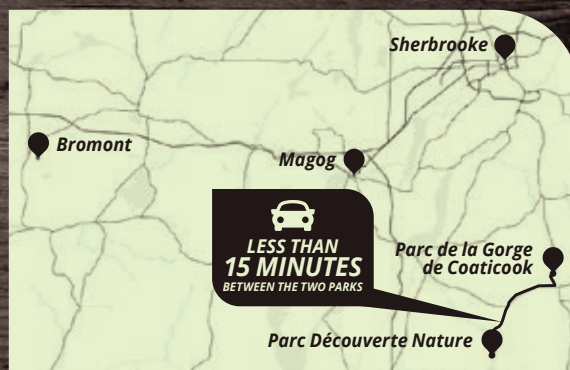 Sherbrooke
Bromont
Magog
LESS THAN
15 MINUTES
BETWEEN THE TWO PARKS
Parc de la Gorge
de Coaticook
Parc Découverte Nature